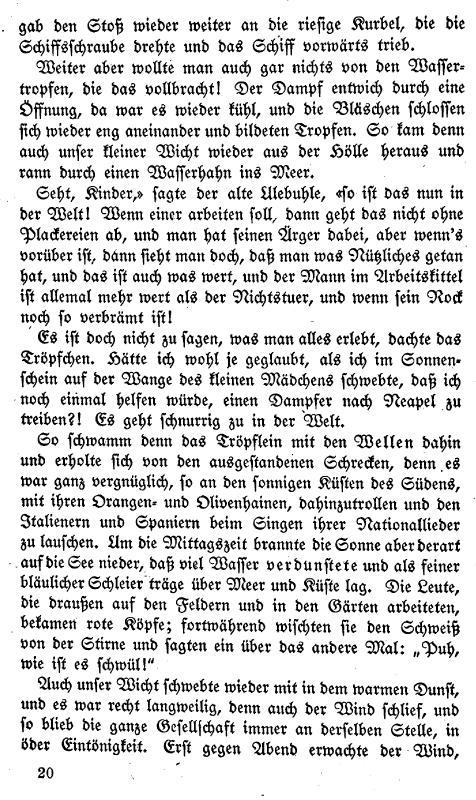 gab den Stoß wieder weiter an die riesige Kurbel, die die
Schiffsschraube drehte und das Schiff vorwärts trieb.
Weiter aber wollte man auch gar nichts von den Wasser-
tropfen, die das vollbracht! Der Dampf entwich durch eine
Öffnung, da war es wieder kühl, und die Bläschen schlossen
sich wieder eng aneinander und bildeten Tropfen. So kam denn
auch unser kleiner Wicht wieder aus der Hölle heraus und
rann durch einen Wasserhahn ins Meer.
Seht, Kinder,» sagte der alte Ulebuhle, «so ist das nun in
der Welt! Wenn einer arbeiten soll, dann geht das nicht ohne
Plackereien ab, und man hat seinen Ärger dabei, aber wenn's
vorüber ist, dann sieht man doch, daß man was Nützliches getan
hat, und das ist auch was wert, und der Mann im Arbeitskittel
ist allemal mehr wert als der Nichtstuer, und wenn sein Rock
noch so verbrämt ist!
Es ist doch nicht zu sagen, was man alles erlebt, dachte das
Tröpfchen. Hätte ich wohl je geglaubt, als ich im Sonnen-
schein auf der Wange des kleinen Mädchens schwebte, daß ich
noch einmal helfen würde, einen Dampfer nach Neapel zu
treiben?! Es geht schnurrig zu in der Welt.
So schwamm denn das Tröpflein mit den Wellen dahin
und erholte sich von den ausgestandenen Schrecken, denn es
war ganz vergnüglich, so an den sonnigen Küsten des Südens,
mit ihren Orangen- und Olivenhainen, dahinzutrollen und den
Italienern und Spaniern beim Singen ihrer Nationallieder
zu lauschen. Um die Mittagszeit brannte die Sonne aber derart
auf die See nieder, daß viel Wasser verdunstete und als feiner
bläulicher Schleier träge über Meer und Küste lag. Die Leute,
die draußen auf den Feldern und in den Gärten arbeiteten,
bekamen rote Köpfe; fortwährend wischten sie den Schweiß
von der Stirne und sagten ein über das andere Mal: „Puh,
wie ist es schwül!“
Auch unser Wicht schwebte wieder mit in dem warmen Dunst,
und es war recht langweilig, denn auch der Wind schlief, und
so blieb die ganze Gesellschaft immer an derselben Stelle, in
öder Eintönigkeit. Erst gegen Abend erwachte der Wind,
20